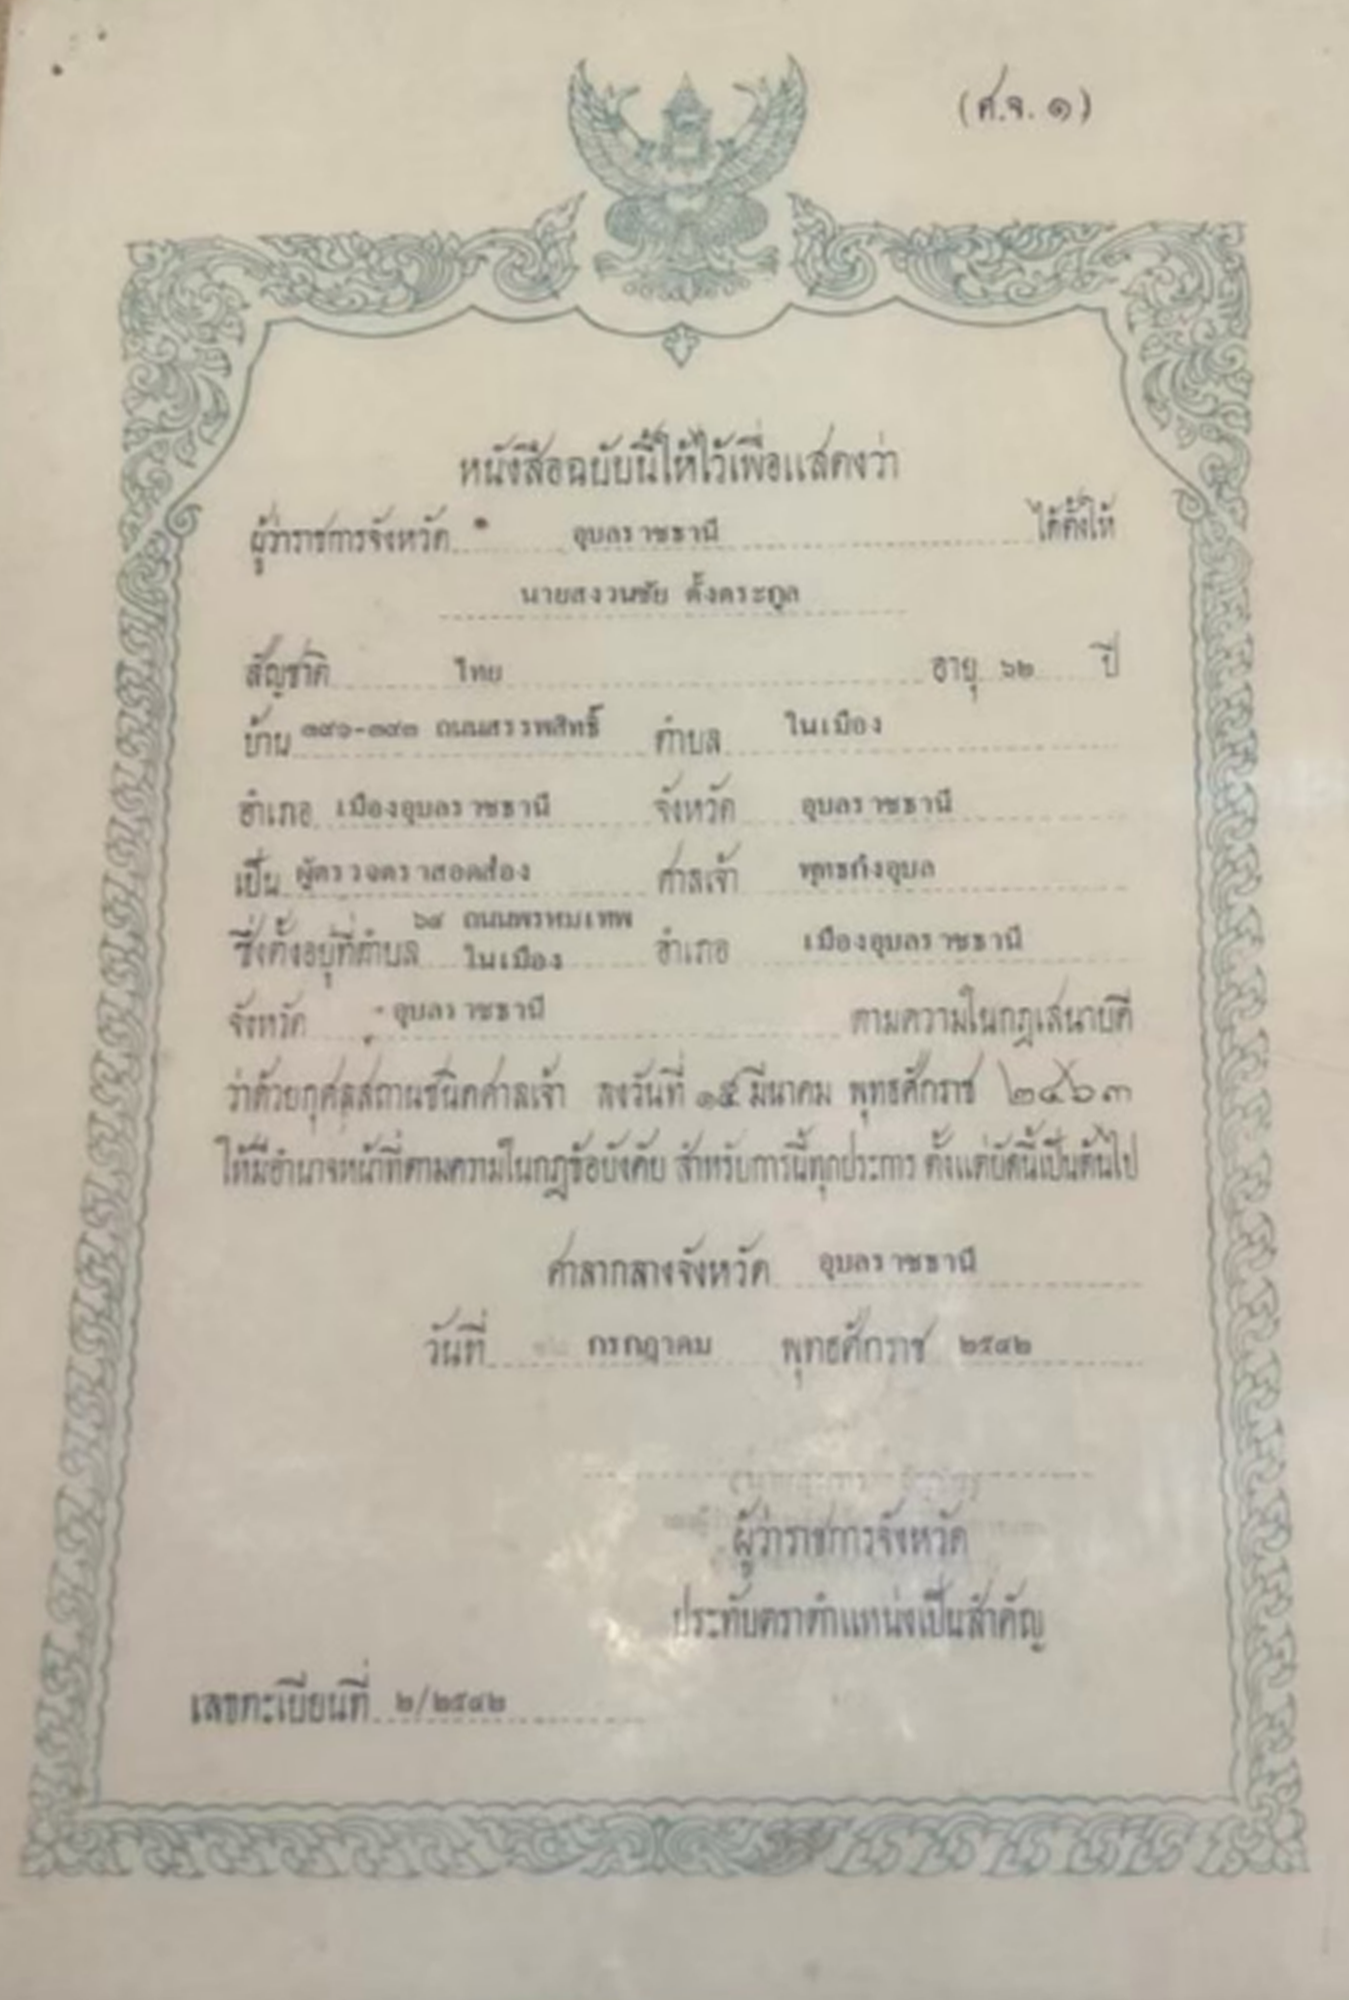 (ศ.จ. ๑)
หนังสือฉบับนี้ให้ไว้เพื่อแสดงว่า
ผู้ว่าราชการจังหวัด อุบลราชธานี ได้ตั้งให้
นายสงวนชัย ตั้งตระกูล
สัญชาติ ไทย อายุ ๖๒ ปี
บ้าน ถนนสรรพสิทธิ์ ตำบล ในเมือง
อำเภอ เมืองอุบลราชธานี จังหวัด อุบลราชธานี
เป็น ผู้ตรวจตราสอดส่อง ศาลเจ้า พุทธกังอุบล
ซึ่งตั้งอยู่ที่ตำบล ๖๔ ถนนพรหมเทพ ในเมือง อำเภอ เมืองอุบลราชธานี
จังหวัด อุบลราชธานี ตามความในกฎเสนาบดี
ว่าด้วยกุศลสถานชนิดศาลเจ้า ลงวันที่ ๑๕ มีนาคม พุทธศักราช ๒๔๖๓
ให้มีอำนาจหน้าที่ตามความในกฎข้อบังคับ สำหรับการนี้ทุกประการ ตั้งแต่บัดนี้เป็นต้นไป
ศาลากลางจังหวัด อุบลราชธานี
วันที่ กรกฎาคม พุทธศักราช ๒๕๔๒
ผู้ว่าราชการจังหวัด
ประทับตราตำแหน่งเป็นสำคัญ
เลขทะเบียนที่ ๒/๒๕๔๒